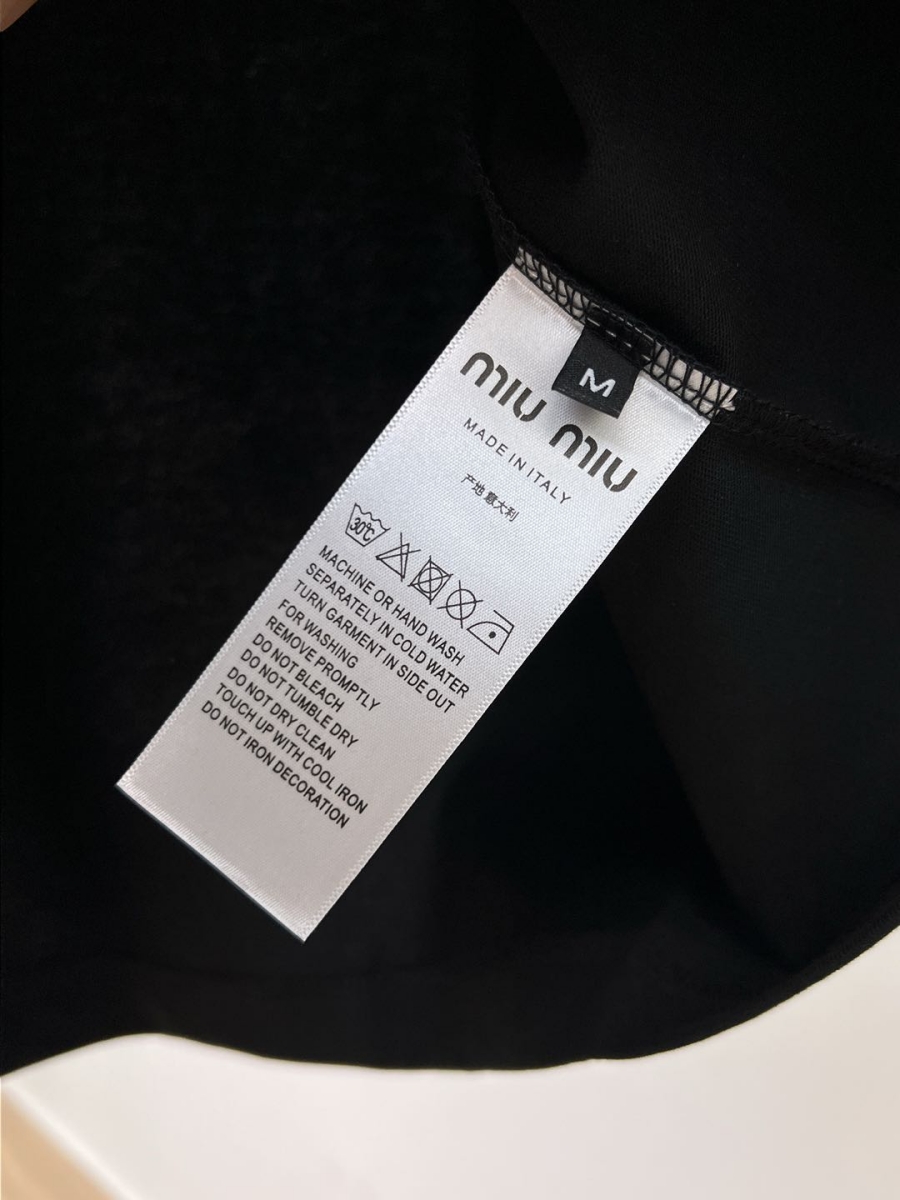 M
MIU MIU
MADE IN ITALY
产地 意大利
30℃
MACHINE OR HAND WASH
SEPARATELY IN COLD WATER
TURN GARMENT IN SIDE OUT
FOR WASHING
REMOVE PROMPTLY
DO NOT BLEACH
DO NOT TUMBLE DRY
DO NOT DRY CLEAN
TOUCH UP WITH COOL IRON
DO NOT IRON DECORATION